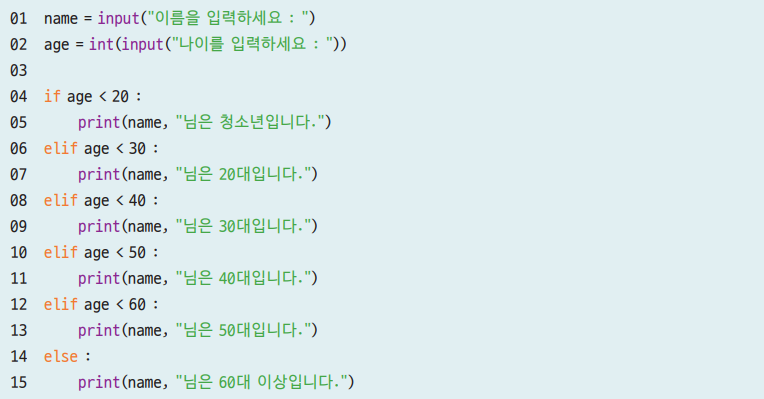 01 name = input("이름을 입력하세요 : ")
02 age = int(input("나이를 입력하세요 : "))
03
04 if age < 20 :
05     print(name, "님은 청소년입니다.")
06 elif age < 30 :
07     print(name, "님은 20대입니다.")
08 elif age < 40 :
09     print(name, "님은 30대입니다.")
10 elif age < 50 :
11     print(name, "님은 40대입니다.")
12 elif age < 60 :
13     print(name, "님은 50대입니다.")
14 else :
15     print(name, "님은 60대 이상입니다.")